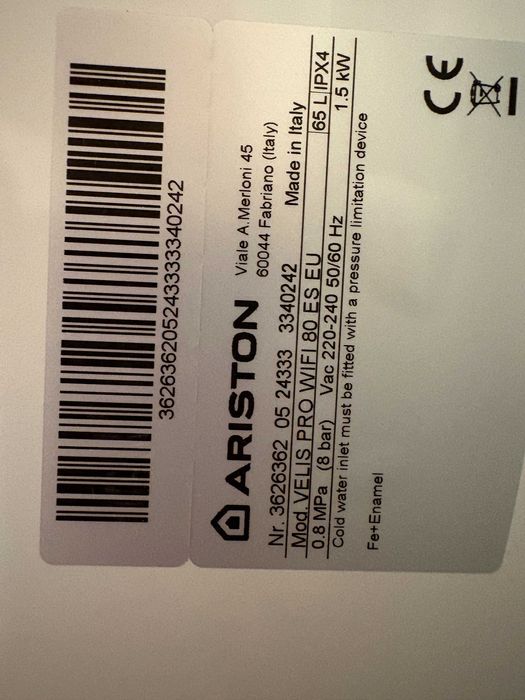 3626362052433333340242
ARISTON
Viale A.Merloni 45
60044 Fabriano (Italy)
Nr. 3626362 05 24333 3340242 Made in Italy
Mod.VELIS PRO WIFI 80 ES EU 65 L IPX4
0.8 MPa (8 bar) Vac 220-240 50/60 Hz 1.5 kW
Cold water inlet must be fitted with a pressure limitation device
Fe+Enamel
CE